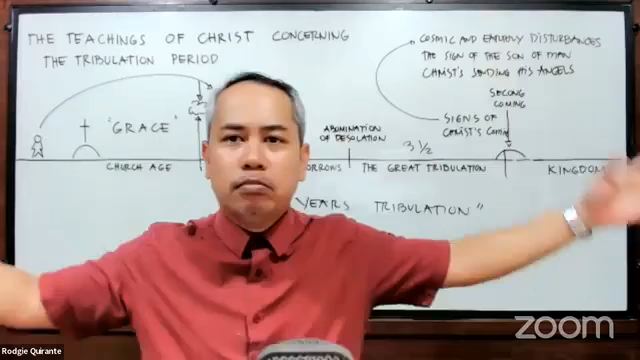 THE TEACHINGS OF CHRIST CONCERNING
THE TRIBULATION PERIOD
COSMIC AND EARTHLY DISTURBANCES
THE SIGN OF THE SON OF MAN
CHRIST'S SENDING HIS ANGELS
SECOND
COMING
SIGNS OF
CHRIST'S COMING
"GRACE"
ABOMINATION
OF DESOLATION
3 1/2
CHURCH AGE
ORROWS
THE GREAT TRIBULATION
KINGDOM
YEARS TRIBULATION"
zoom
Rodgie Quirante